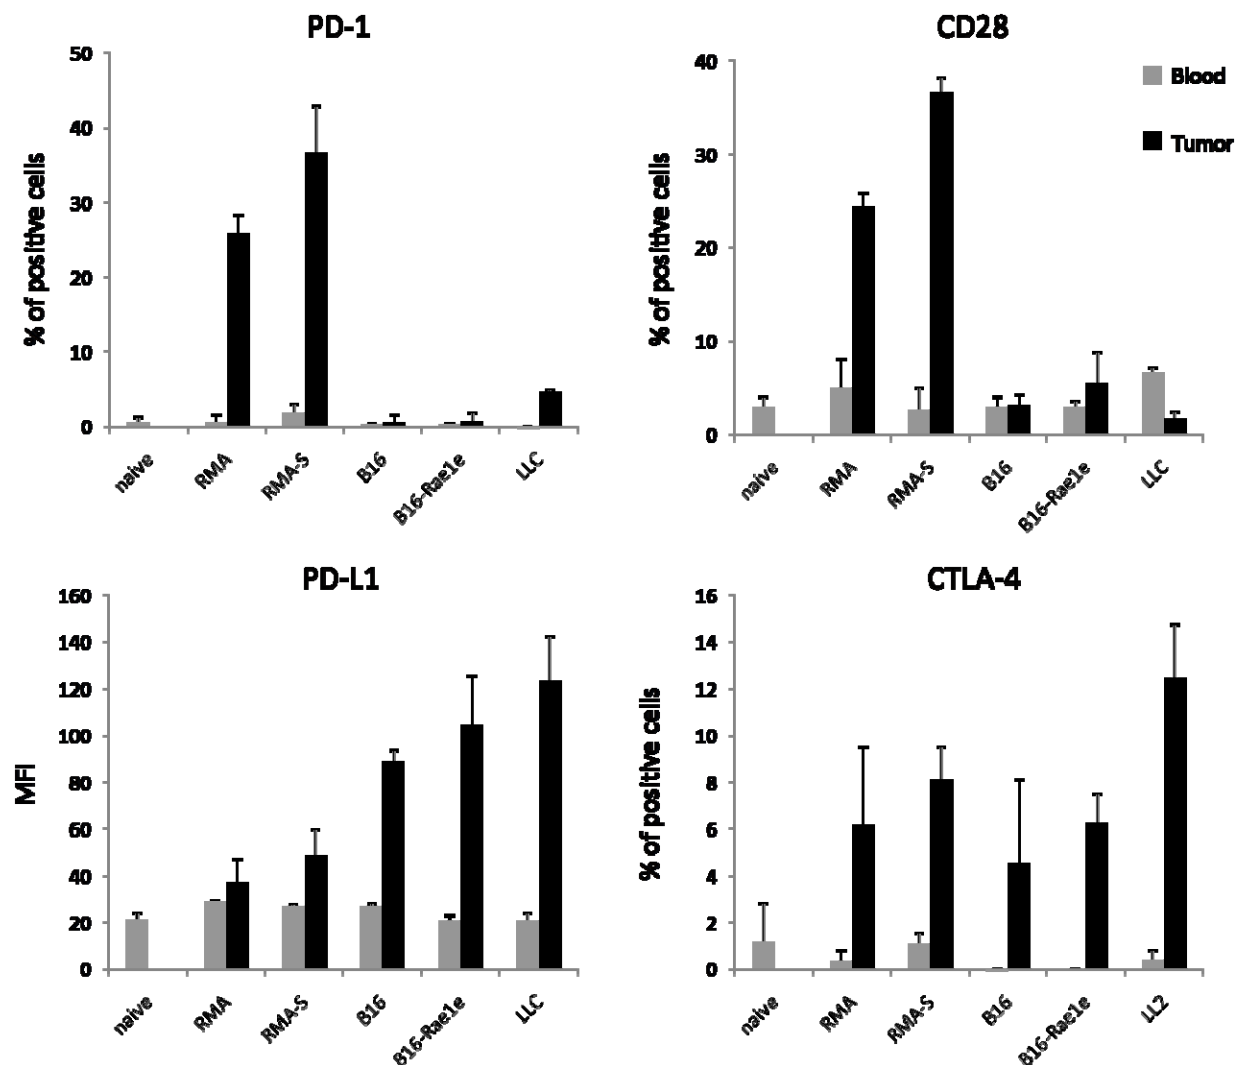 PD-1
% of positive cells
50
40
30
20
10
0
naive
RMA
RMA-S
B16
B16-Rae1e
LLC
CD28
% of positive cells
40
30
20
10
0
naive
RMA
RMA-S
B16
B16-Rae1e
LLC
Blood
Tumor
PD-L1
MFI
160
140
120
100
80
60
40
20
0
naive
RMA
RMA-S
B16
B16-Rae1e
LLC
CTLA-4
% of positive cells
16
14
12
10
8
6
4
2
0
naive
RMA
RMA-S
B16
B16-Rae1e
LL2